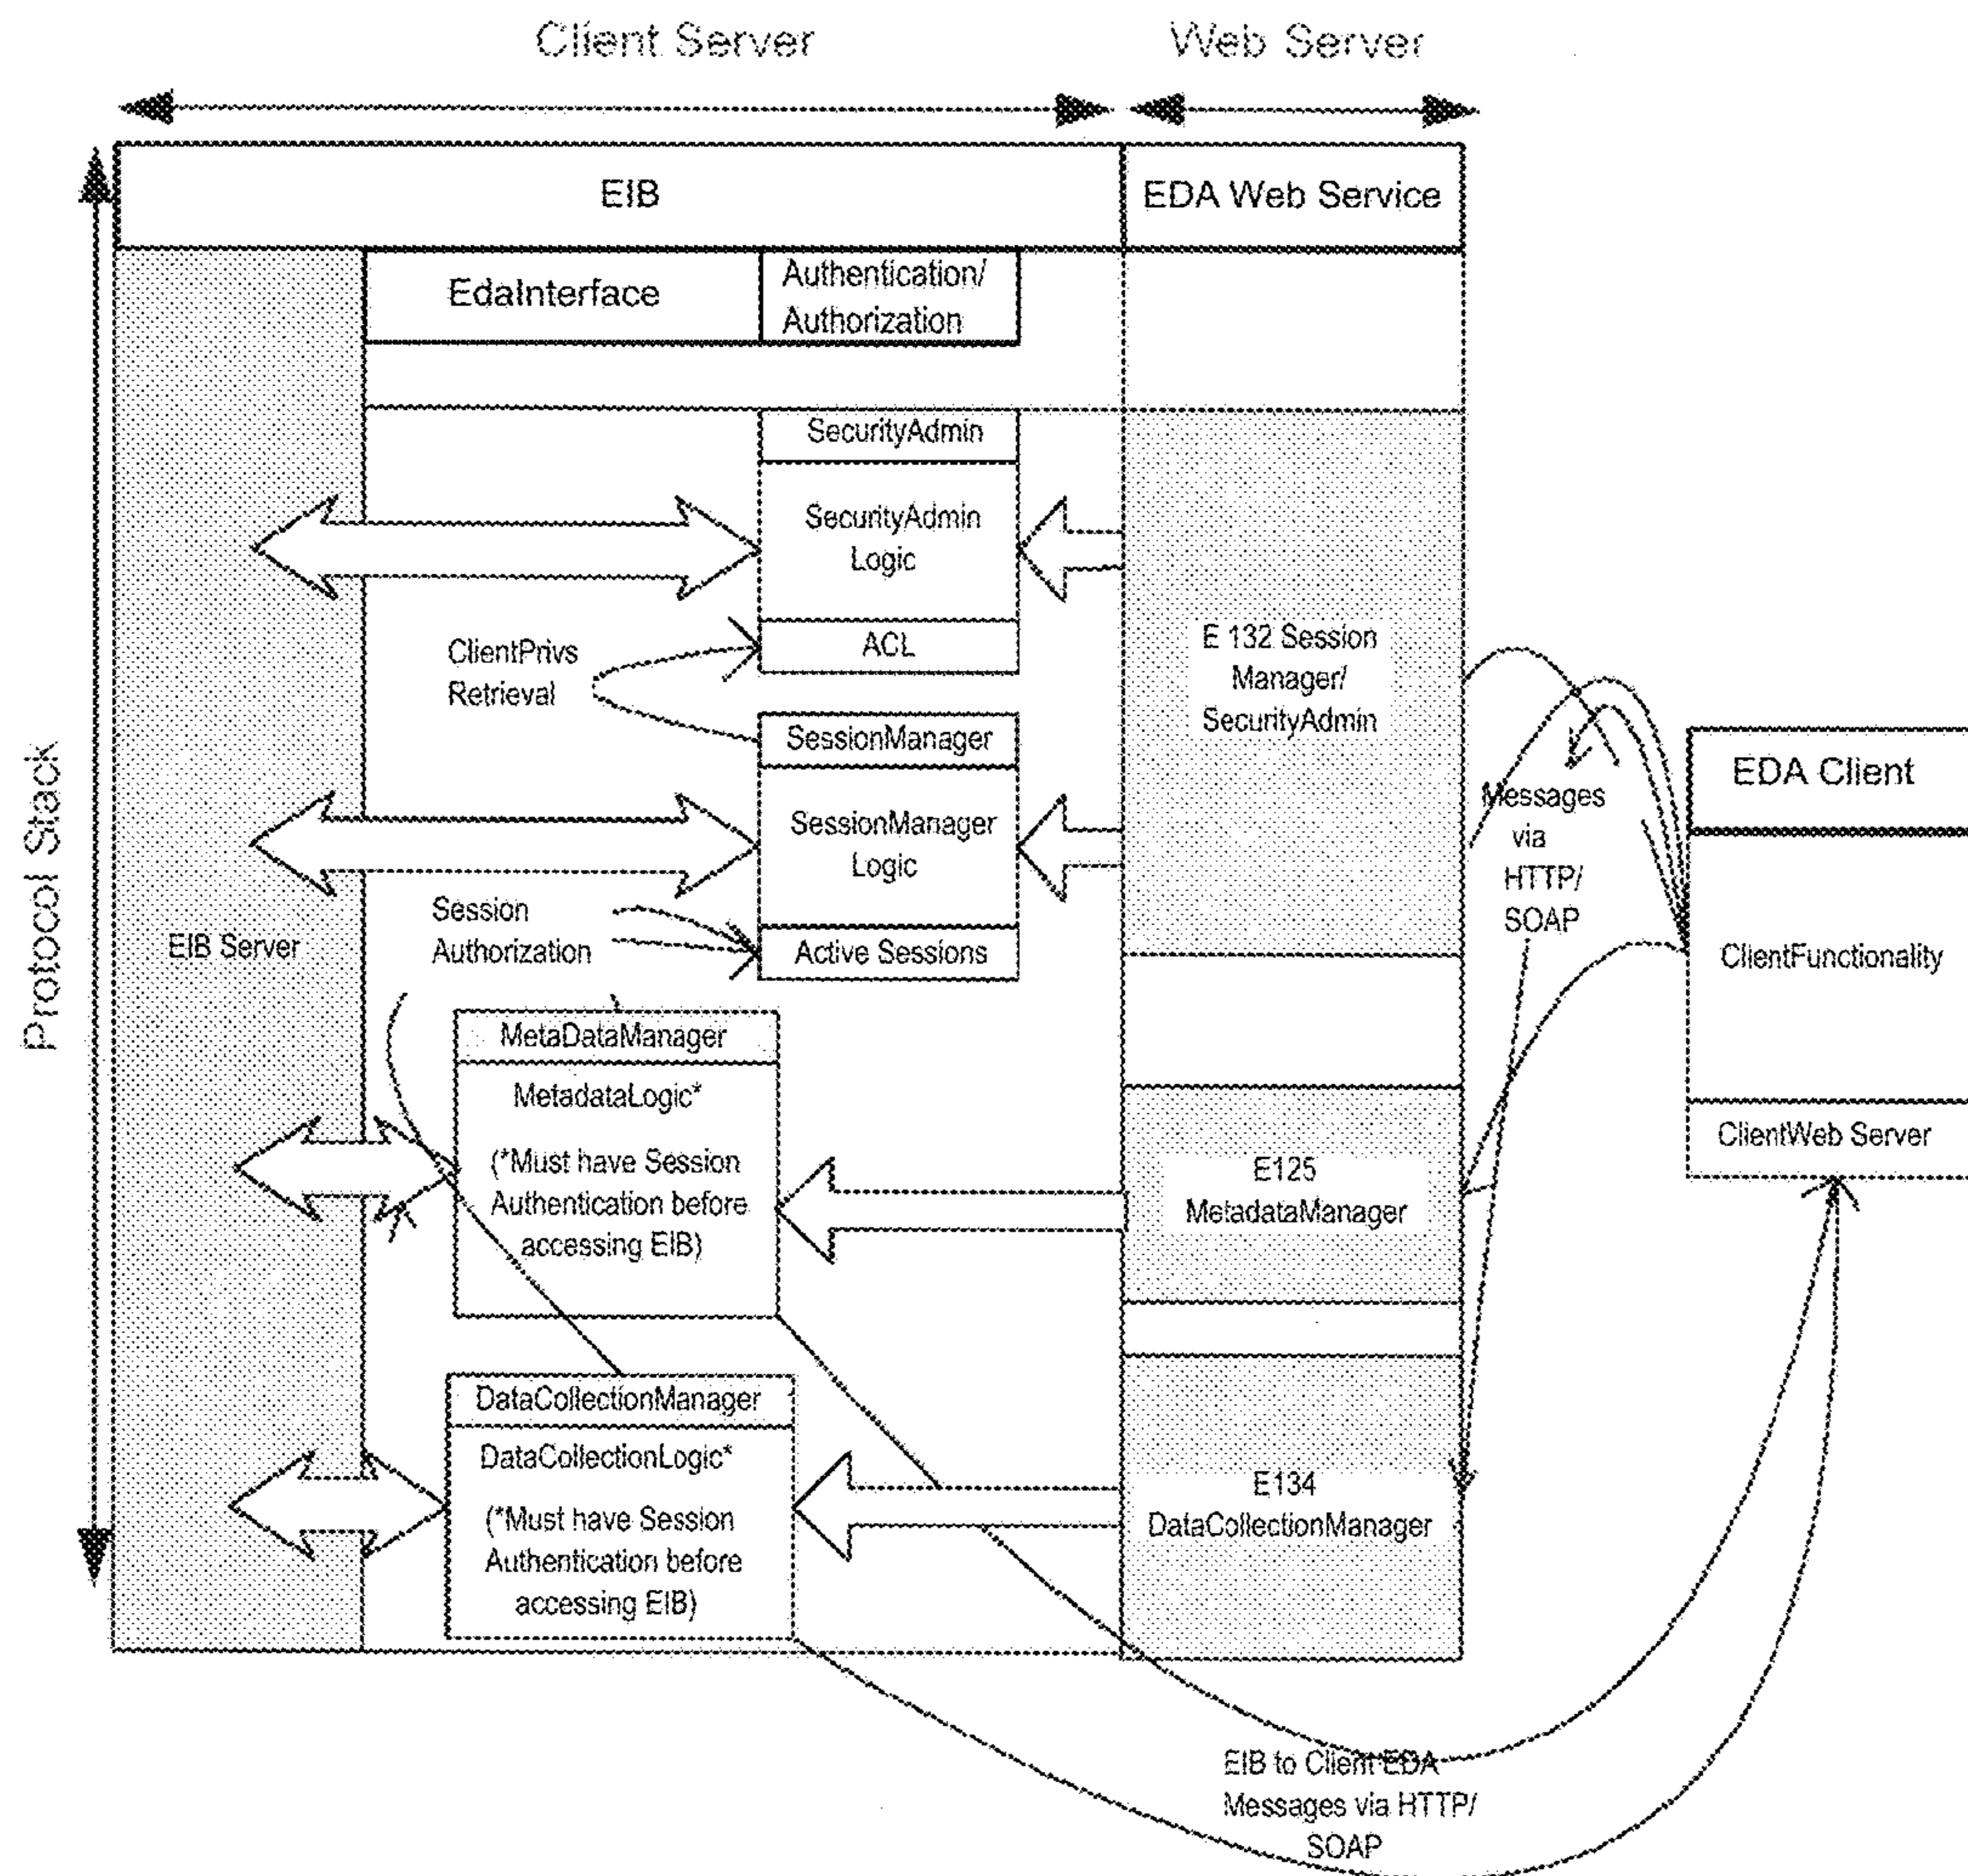 Client Server
Web Server
EIB
EDA Web Service
EdaInterface
Authentication/
Authorization
SecurityAdmin
SecurityAdmin
Logic
ACL
ClientPrivs
Retrieval
SessionManager
SessionManager
Logic
Session
Authorization
Active Sessions
EIB Server
Protocol Stack
E 132 Session
Manager/
SecurityAdmin
Messages
via
HTTP/
SOAP
EDA Client
ClientFunctionality
ClientWeb Server
MetaDataManager
MetadataLogic*
(*Must have Session
Authentication before
accessing EIB)
E125
MetadataManager
DataCollectionManager
DataCollectionLogic*
(*Must have Session
Authentication before
accessing EIB)
E134
DataCollectionManager
EIB to Client EDA
Messages via HTTP/
SOAP